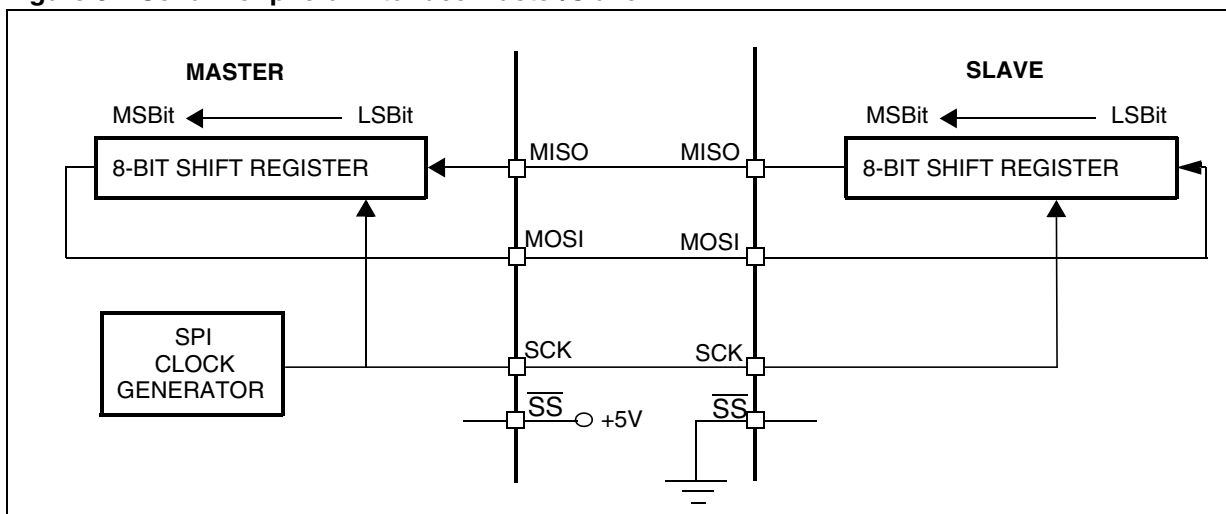 MASTER
SLAVE
MSBit LSBit
MSBit LSBit
8-BIT SHIFT REGISTER
MISO
MISO
8-BIT SHIFT REGISTER
MOSI
MOSI
SPI
CLOCK
GENERATOR
SCK
SCK
SS
+5V
SS